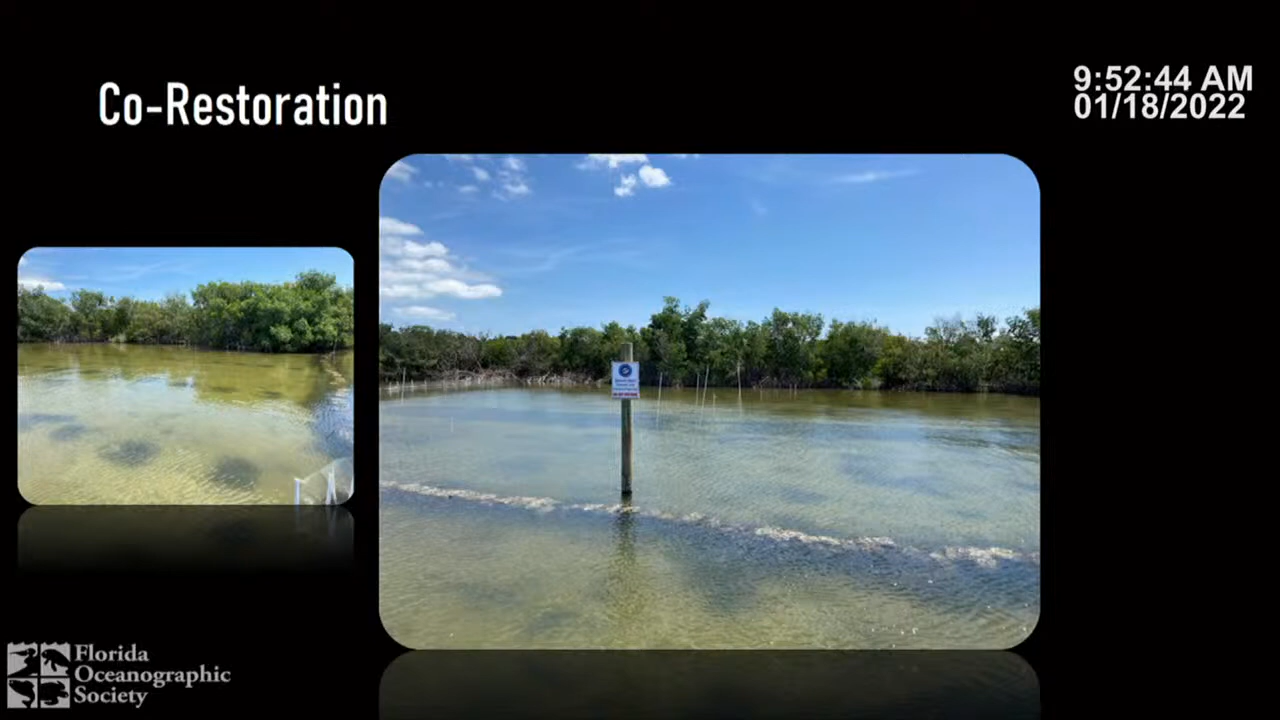 Co-Restoration
9:52:44 AM
01/18/2022
Florida
Oceanographic
Society